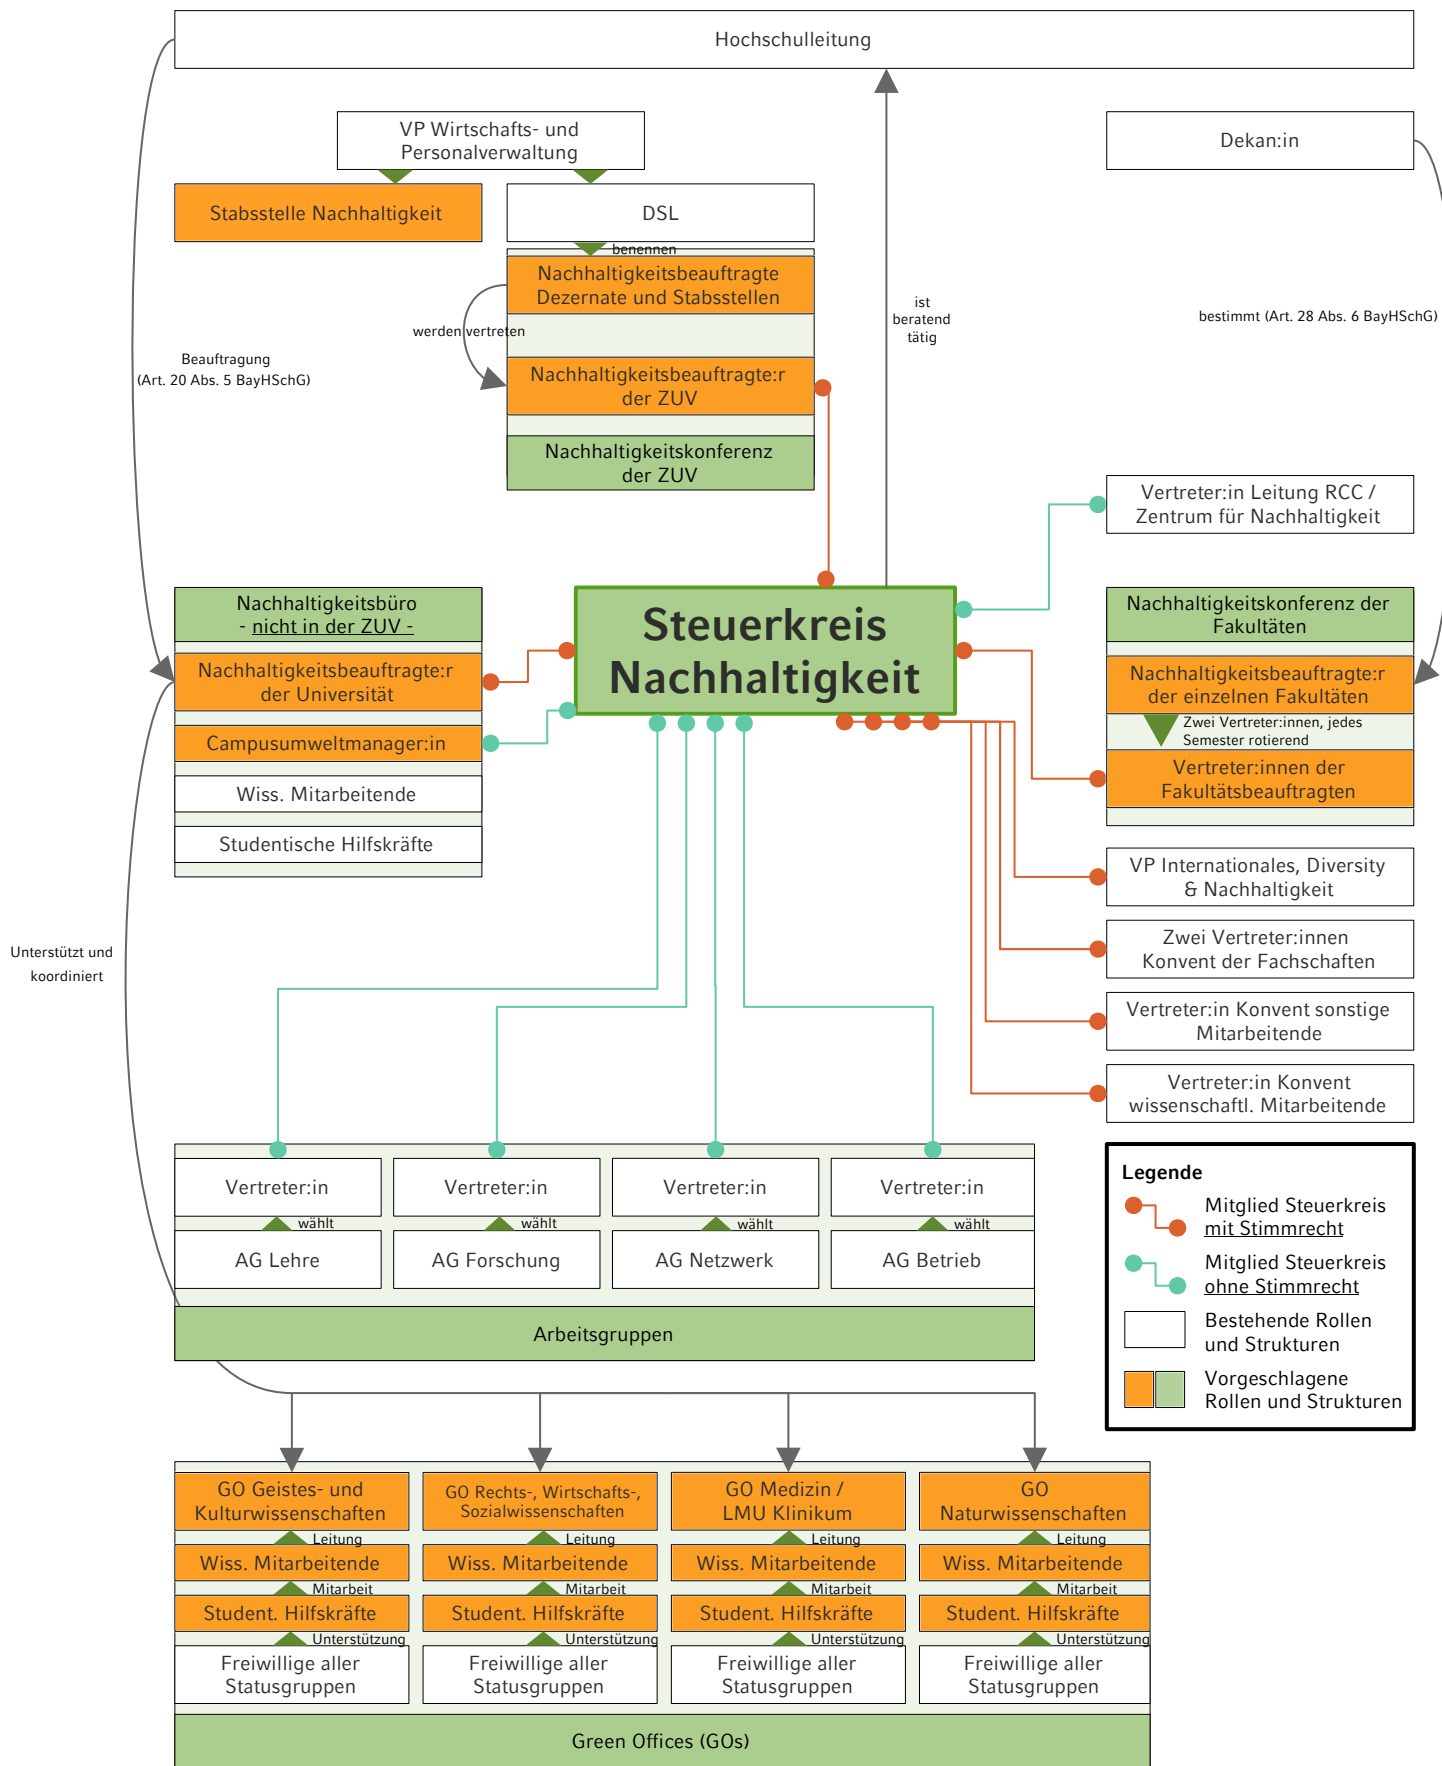 Hochschulleitung
VP Wirtschafts- und
Personalverwaltung
Dekan:in
Stabsstelle Nachhaltigkeit
DSL
benennen
Nachhaltigkeitsbeauftragte
Dezernate und Stabsstellen
werden vertreten
ist
beratend
tätig
bestimmt (Art. 28 Abs. 6 BayHSchG)
Beauftragung
(Art. 20 Abs. 5 BayHSchG)
Nachhaltigkeitsbeauftragte:r
der ZUV
Nachhaltigkeitskonferenz
der ZUV
Vertreter:in Leitung RCC /
Zentrum für Nachhaltigkeit
Nachhaltigkeitsbüro
- nicht in der ZUV -
Nachhaltigkeitsbeauftragte:r
der Universität
Campusumweltmanager:in
Wiss. Mitarbeitende
Studentische Hilfskräfte
Steuerkreis
Nachhaltigkeit
Nachhaltigkeitskonferenz der
Fakultäten
Nachhaltigkeitsbeauftragte:r
der einzelnen Fakultäten
Zwei Vertreter:innen, jedes
Semester rotierend
Vertreter:innen der
Fakultätsbeauftragten
VP Internationales, Diversity
& Nachhaltigkeit
Zwei Vertreter:innen
Konvent der Fachschaften
Vertreter:in Konvent sonstige
Mitarbeitende
Vertreter:in Konvent
wissenschaftl. Mitarbeitende
Unterstützt und
koordiniert
Vertreter:in
Vertreter:in
Vertreter:in
Vertreter:in
wählt
wählt
wählt
wählt
AG Lehre
AG Forschung
AG Netzwerk
AG Betrieb
Arbeitsgruppen
Legende
Mitglied Steuerkreis
mit Stimmrecht
Mitglied Steuerkreis
ohne Stimmrecht
Bestehende Rollen
und Strukturen
Vorgeschlagene
Rollen und Strukturen
GO Geistes- und
Kulturwissenschaften
Leitung
Wiss. Mitarbeitende
Mitarbeit
Student. Hilfskräfte
Unterstützung
Freiwillige aller
Statusgruppen
GO Rechts-, Wirtschafts-,
Sozialwissenschaften
Leitung
Wiss. Mitarbeitende
Mitarbeit
Student. Hilfskräfte
Unterstützung
Freiwillige aller
Statusgruppen
GO Medizin /
LMU Klinikum
Leitung
Wiss. Mitarbeitende
Mitarbeit
Student. Hilfskräfte
Unterstützung
Freiwillige aller
Statusgruppen
GO
Naturwissenschaften
Leitung
Wiss. Mitarbeitende
Mitarbeit
Student. Hilfskräfte
Unterstützung
Freiwillige aller
Statusgruppen
Green Offices (GOs)